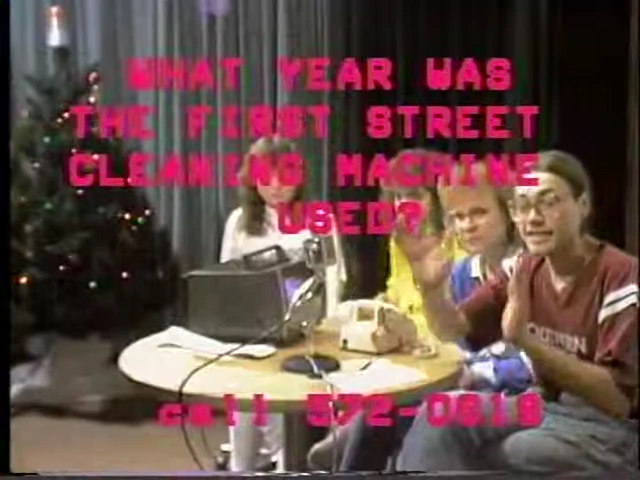 WHAT YEAR WAS
THE FIRST STREET
CLEANING MACHINE
USED?
call 572-0818